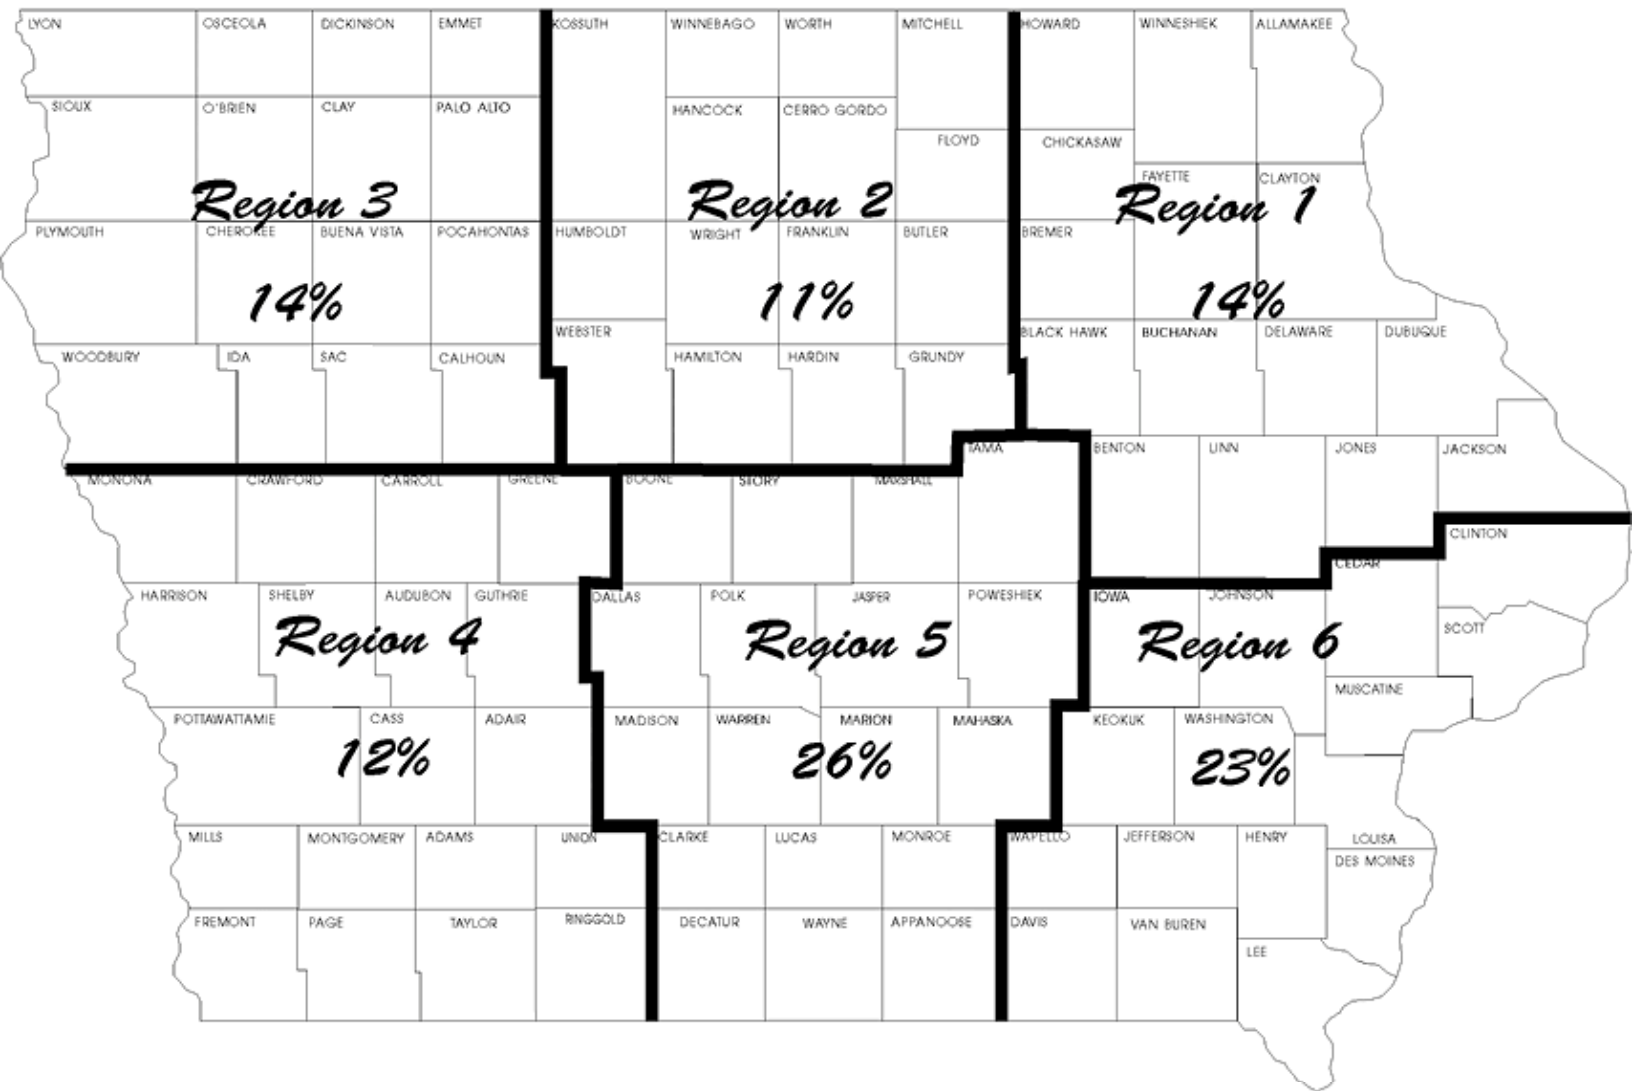 LYON OSCEOLA DICKINSON EMMET KOSSUTH WINNEBAGO WORTH MITCHELL HOWARD WINNESHIEK ALLAMAKEE
SIOUX O'BRIEN CLAY PALO ALTO HANCOCK CERRO GORDO
FLOYD CHICKASAW
FAYETTE CLAYTON
Region 3 Region 2 Region 1
PLYMOUTH CHEROKEE BUENA VISTA POCAHONTAS HUMBOLDT WRIGHT FRANKLIN BUTLER BREMER
14% 11% 14%
WEBSTER BLACK HAWK BUCHANAN DELAWARE DUBUQUE
WOODBURY IDA SAC CALHOUN HAMILTON HARDIN GRUNDY
TAMA BENTON LINN JONES JACKSON
MONONA CRAWFORD CARROLL GREENE BOONE STORY MARSHALL
CLINTON
CEDAR
HARRISON SHELBY AUDUBON GUTHRIE DALLAS POLK JASPER POWESHIEK IOWA JOHNSON
SCOTT
Region 4 Region 5 Region 6
MUSCATINE
POTTAWATTAMIE CASS ADAIR MADISON WARREN MARION MAHASKA KEOKUK WASHINGTON
12% 26% 23%
MILLS MONTGOMERY ADAMS UNION CLARKE LUCAS MONROE WAPELLO JEFFERSON HENRY LOUISA
DES MOINES
FREMONT PAGE TAYLOR RINGGOLD DECATUR WAYNE APPANOOSE DAVIS VAN BUREN
LEE